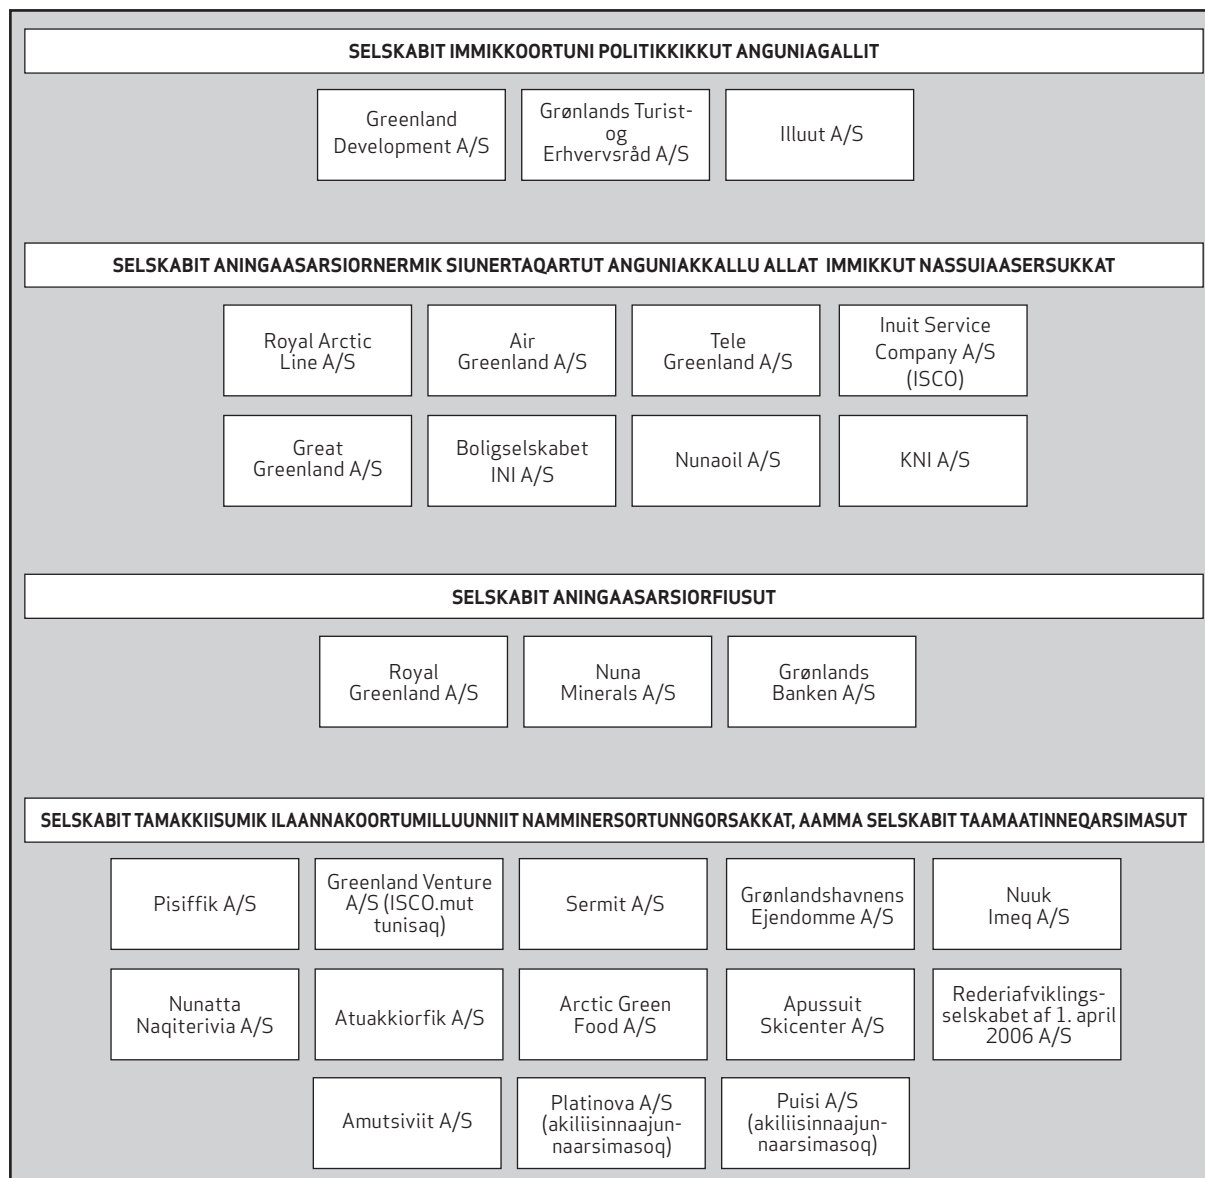 SELSKABIT IMMIKKOORTUNI POLITIKKIKKUT ANGUNIAGALLIT
Greenland
Development A/S
Grønlands Turist-
og
Erhvervsråd A/S
Illuut A/S
SELSKABIT ANINGAASARSIORNERMIK SIUNERTAQARTUT ANGUNIAKKALLU ALLAT IMMIKKUT NASSUIAASERSUKKAT
Royal Arctic
Line A/S
Air
Greenland A/S
Tele
Greenland A/S
Inuit Service
Company A/S
(ISCO)
Great
Greenland A/S
Boligselskabet
INI A/S
Nunaoil A/S
KNI A/S
SELSKABIT ANINGAASARSIORFIUSUT
Royal
Greenland A/S
Nuna
Minerals A/S
Grønlands
Banken A/S
SELSKABIT TAMAKKIISUMIK ILAANNAKOORTUMILLUUNNIIT NAMMINERSORTUNNGORSAKKAT, AAMMA SELSKABIT TAAMAATINNEQARSIMASUT
Pisiffik A/S
Greenland Venture
A/S (ISCO.mut
tunisaq)
Sermit A/S
Grønlandshavnens
Ejendomme A/S
Nuuk
Imeq A/S
Nunatta
Naqiterivia A/S
Atuakkiorfik A/S
Arctic Green
Food A/S
Apussuit
Skicenter A/S
Rederiafviklings-
selskabet af 1. april
2006 A/S
Amutsiviit A/S
Platinova A/S
(akiliisinnaajun-
naarsimasoq)
Puisi A/S
(akiliisinnaajun-
naarsimasoq)